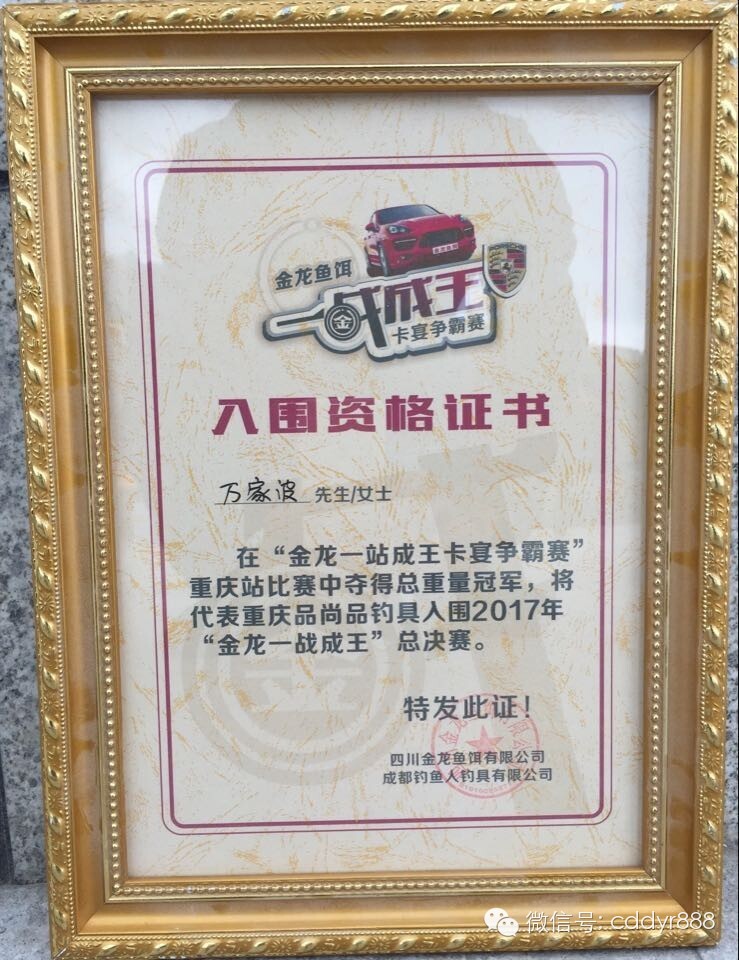 金龙鱼饵
一战成王
卡宴争霸赛
入围资格证书
万家波 先生/女士
在“金龙一站成王卡宴争霸赛”
重庆站比赛中夺得总重量冠军，将
代表重庆品尚品钓具入围2017年
“金龙一战成王”总决赛。
特发此证！
四川金龙鱼饵有限公司
成都钓鱼人钓具有限公司
微信号: cddyr888